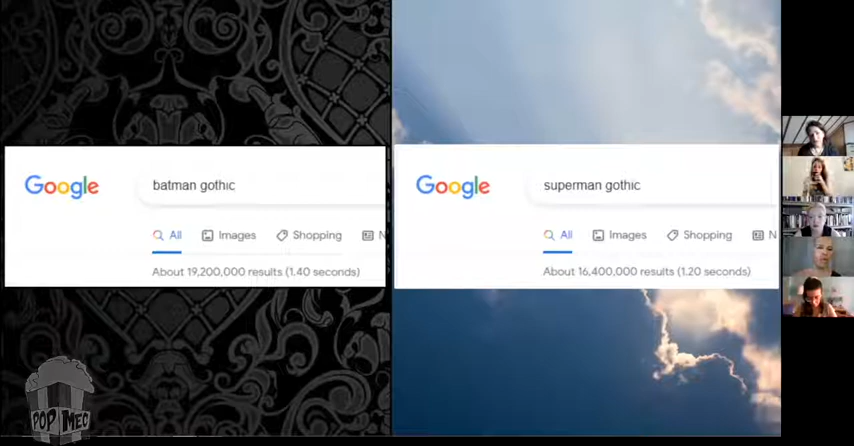 Google
batman gothic
All
Images
Shopping
N
About 19,200,000 results (1.40 seconds)
Google
superman gothic
All
Images
Shopping
N
About 16,400,000 results (1.20 seconds)
POP MEC